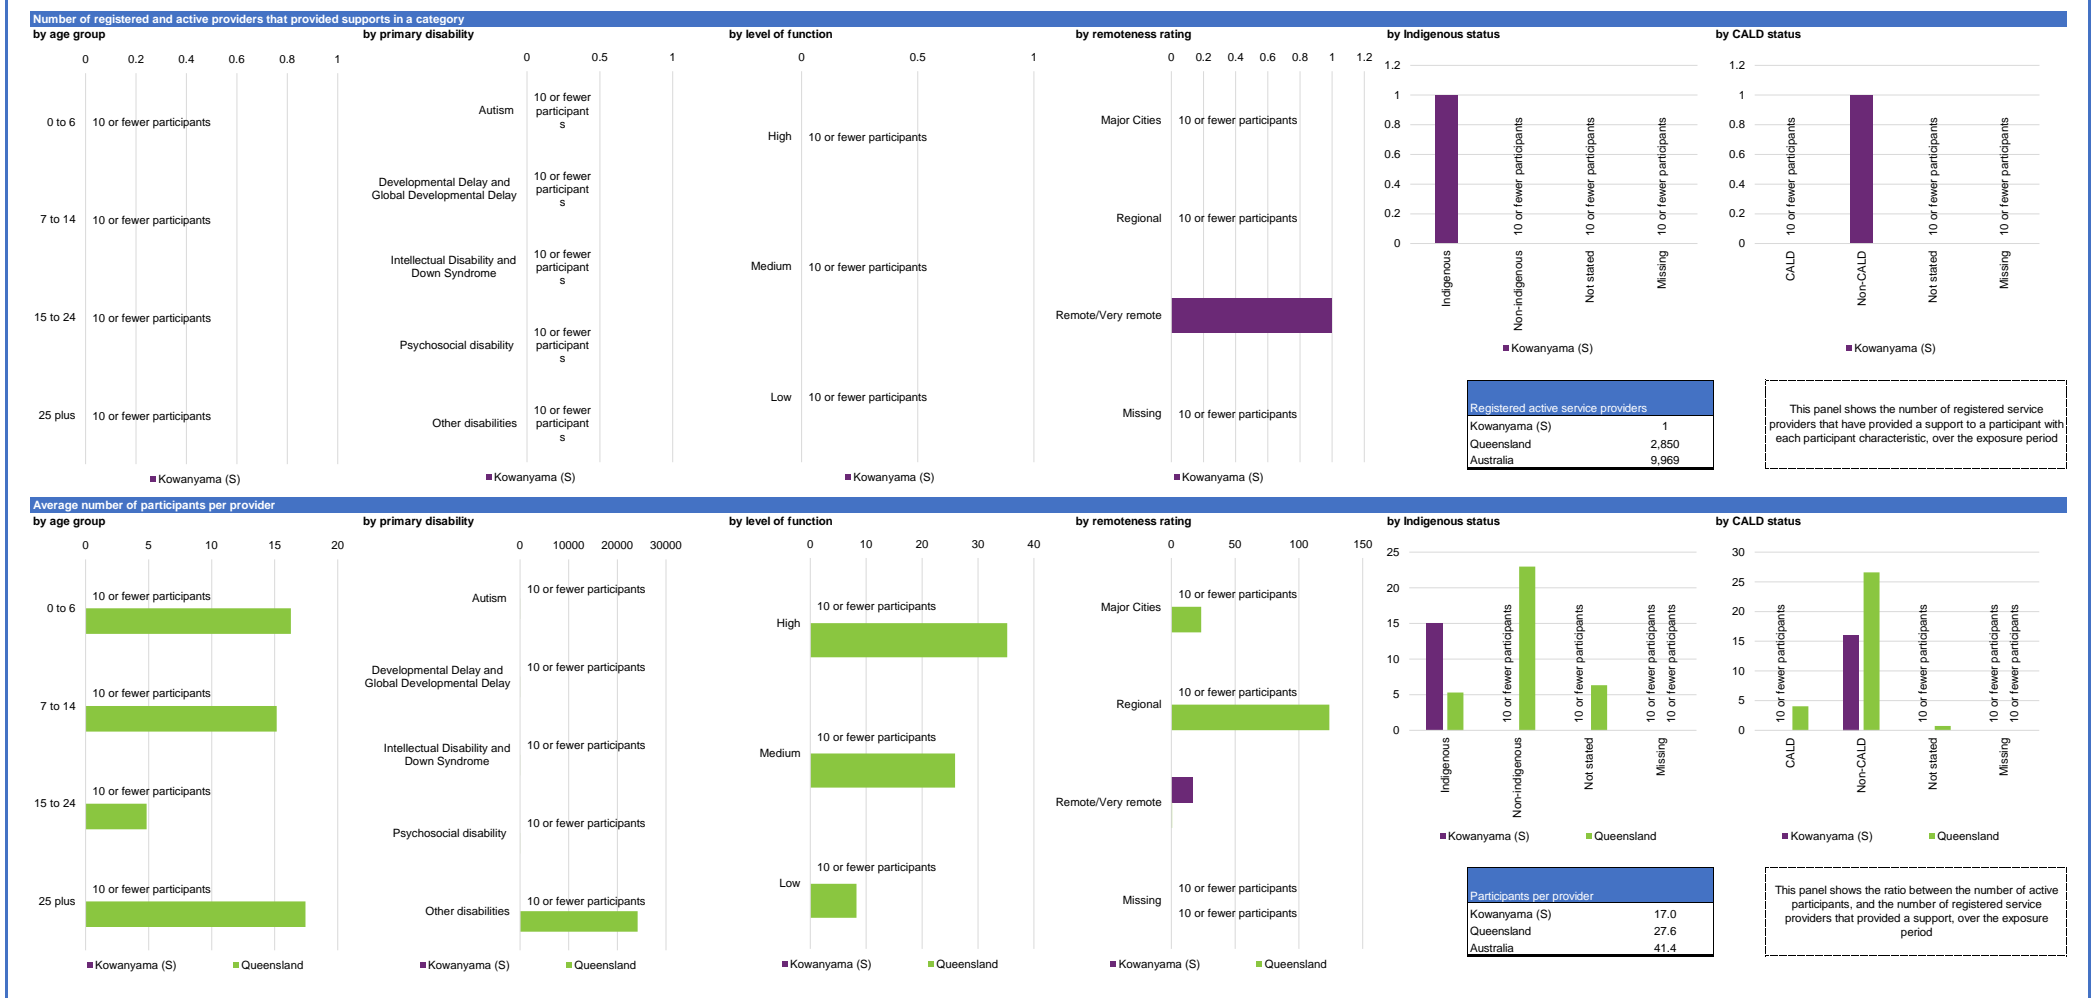 Number of registered and active providers that provided supports in a category
by age group
0 0.2 0.4 0.6 0.8 1
0 to 6
10 or fewer participants
7 to 14
10 or fewer participants
15 to 24
10 or fewer participants
25 plus
10 or fewer participants
Kowanyama (S)
by primary disability
0 0.5 1
Autism
10 or fewer
participant
s
Developmental Delay and
Global Developmental Delay
10 or fewer
participant
s
Intellectual Disability and
Down Syndrome
10 or fewer
participant
s
Psychosocial disability
10 or fewer
participant
s
Other disabilities
10 or fewer
participant
s
Kowanyama (S)
by level of function
0 0.5 1
High
10 or fewer participants
Medium
10 or fewer participants
Low
10 or fewer participants
Kowanyama (S)
by remoteness rating
0 0.2 0.4 0.6 0.8 1 1.2
Major Cities
10 or fewer participants
Regional
10 or fewer participants
Remote/Very remote
Missing
10 or fewer participants
Kowanyama (S)
by Indigenous status
1.2
1
0.8
0.6
0.4
0.2
0
10 or fewer participants
10 or fewer participants
10 or fewer participants
Indigenous
Non-indigenous
Not stated
Missing
Kowanyama (S)
by CALD status
1.2
1
0.8
0.6
0.4
0.2
0
10 or fewer participants
10 or fewer participants
10 or fewer participants
CALD
Non-CALD
Not stated
Missing
Kowanyama (S)
Registered active service providers
Kowanyama (S) 1
Queensland 2,850
Australia 9,969
This panel shows the number of registered service
providers that have provided a support to a participant with
each participant characteristic, over the exposure period
Average number of participants per provider
by age group
0 5 10 15 20
0 to 6
10 or fewer participants
7 to 14
10 or fewer participants
15 to 24
10 or fewer participants
25 plus
10 or fewer participants
Kowanyama (S) Queensland
by primary disability
0 10000 20000 30000
Autism
10 or fewer participants
Developmental Delay and
Global Developmental Delay
10 or fewer participants
Intellectual Disability and
Down Syndrome
10 or fewer participants
Psychosocial disability
10 or fewer participants
Other disabilities
10 or fewer participants
Kowanyama (S) Queensland
by level of function
0 10 20 30 40
High
10 or fewer participants
Medium
10 or fewer participants
Low
10 or fewer participants
Kowanyama (S) Queensland
by remoteness rating
0 50 100 150
Major Cities
10 or fewer participants
Regional
10 or fewer participants
Remote/Very remote
Missing
10 or fewer participants
10 or fewer participants
Kowanyama (S) Queensland
by Indigenous status
25
20
15
10
5
0
10 or fewer participants
10 or fewer participants
10 or fewer participants
10 or fewer participants
Indigenous
Non-indigenous
Not stated
Missing
Kowanyama (S) Queensland
by CALD status
30
25
20
15
10
5
0
10 or fewer participants
10 or fewer participants
10 or fewer participants
10 or fewer participants
CALD
Non-CALD
Not stated
Missing
Kowanyama (S) Queensland
Participants per provider
Kowanyama (S) 17.0
Queensland 27.6
Australia 41.4
This panel shows the ratio between the number of active
participants, and the number of registered service
providers that provided a support, over the exposure
period